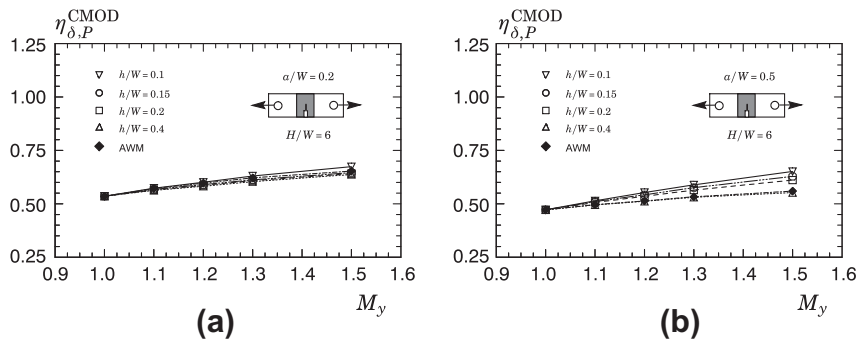 η_{δ,P}^{CMOD}
1.25
1.00
0.75
0.50
0.25
h/W=0.1
h/W=0.15
h/W=0.2
h/W=0.4
AWM
a/W=0.2
H/W=6
0.9 1.0 1.1 1.2 1.3 1.4 1.5 1.6
M_y
(a)
η_{δ,P}^{CMOD}
1.25
1.00
0.75
0.50
0.25
h/W=0.1
h/W=0.15
h/W=0.2
h/W=0.4
AWM
a/W=0.5
H/W=6
0.9 1.0 1.1 1.2 1.3 1.4 1.5 1.6
M_y
(b)